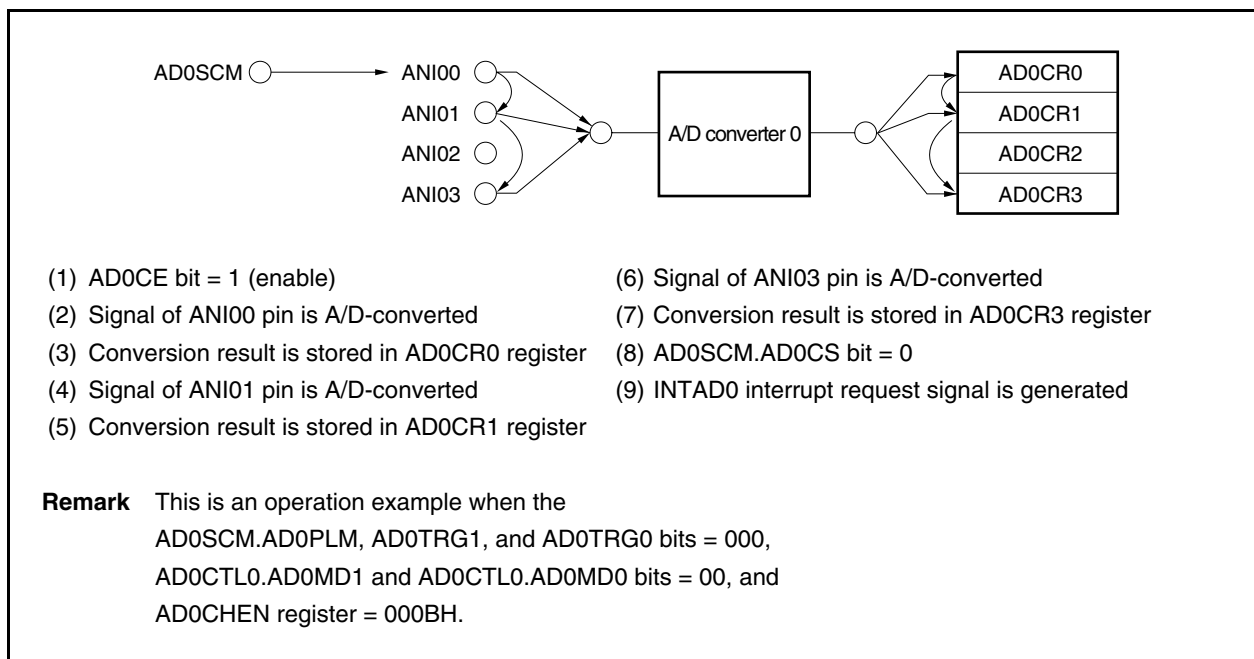 AD0SCM
ANI00
ANI01
ANI02
ANI03
A/D converter 0
AD0CR0
AD0CR1
AD0CR2
AD0CR3
(1) AD0CE bit = 1 (enable)
(2) Signal of ANI00 pin is A/D-converted
(3) Conversion result is stored in AD0CR0 register
(4) Signal of ANI01 pin is A/D-converted
(5) Conversion result is stored in AD0CR1 register
(6) Signal of ANI03 pin is A/D-converted
(7) Conversion result is stored in AD0CR3 register
(8) AD0SCM.AD0CS bit = 0
(9) INTAD0 interrupt request signal is generated
Remark This is an operation example when the
AD0SCM.AD0PLM, AD0TRG1, and AD0TRG0 bits = 000,
AD0CTL0.AD0MD1 and AD0CTL0.AD0MD0 bits = 00, and
AD0CHEN register = 000BH.